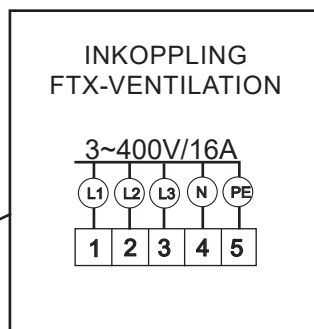 INKOPPLING
FTX-VENTILATION
3~400V/16A
L1 L2 L3 N PE
1 2 3 4 5